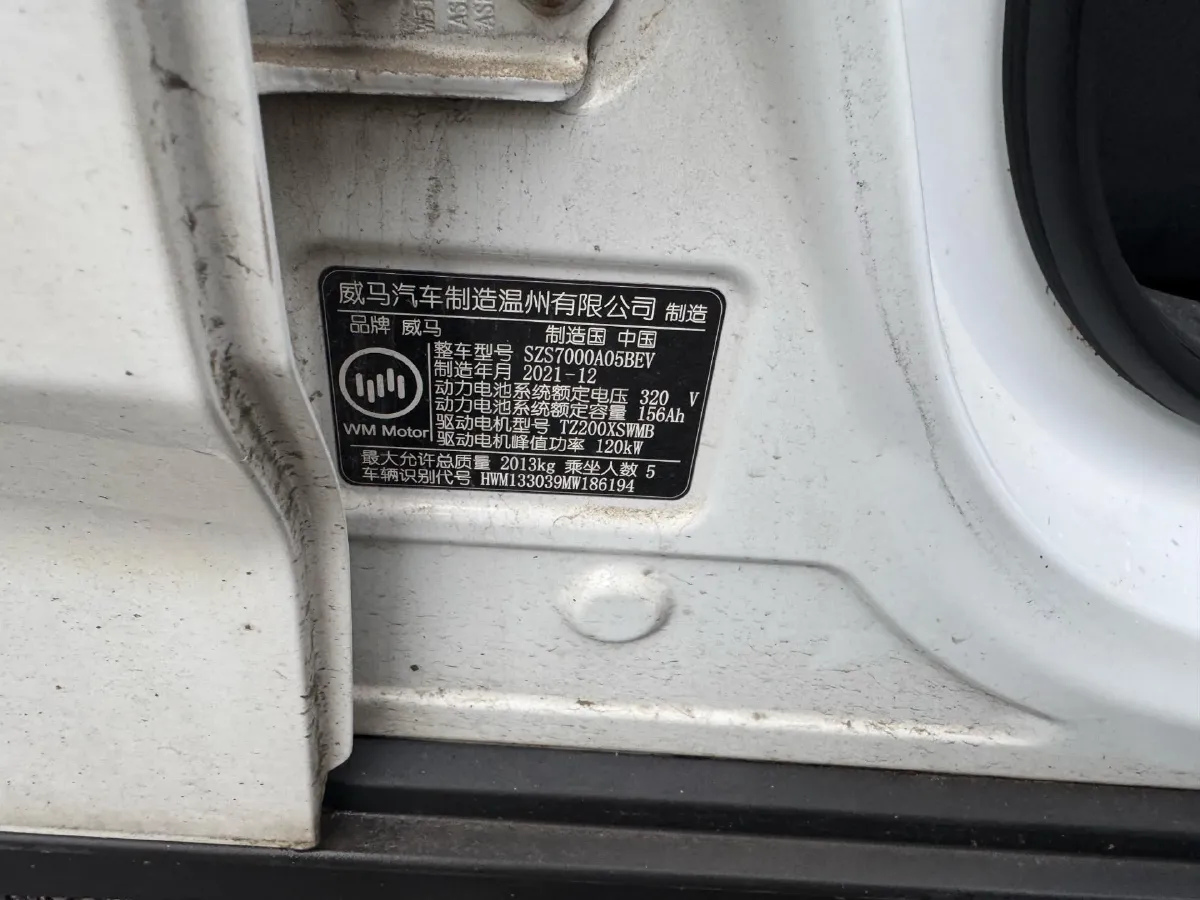 威马汽车制造温州有限公司 制造
品牌 威马 制造国 中国
整车型号 SZS7000A05BEV
制造年月 2021-12
动力电池系统额定电压 320 V
动力电池系统额定容量 156Ah
驱动电机型号 TZ200XSWMB
驱动电机峰值功率 120kW
WM Motor
最大允许总质量 2013kg 乘坐人数 5
车辆识别代号 HWM133039MW186194